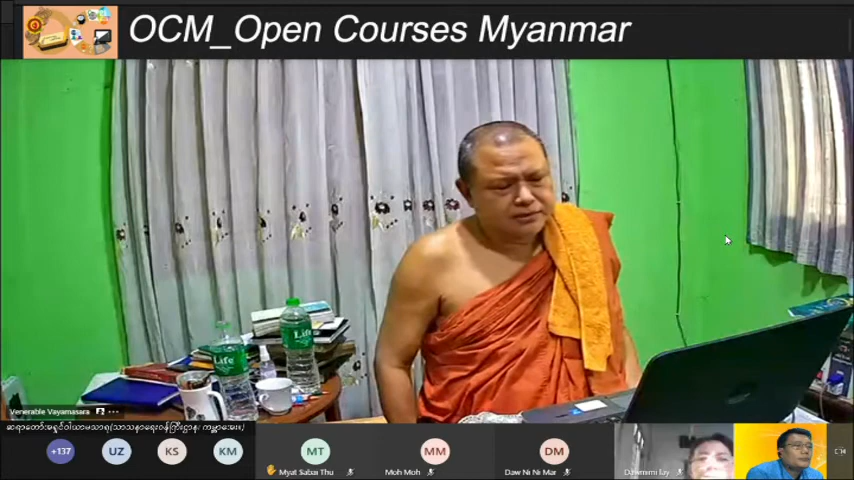 OCM_Open Courses Myanmar
Life
Life
Venerable Vayamasara
+137
UZ
KS
KM
MT
MM
DM
Myat Sabai Thu
Moh Moh
Daw Ni Ni Mar